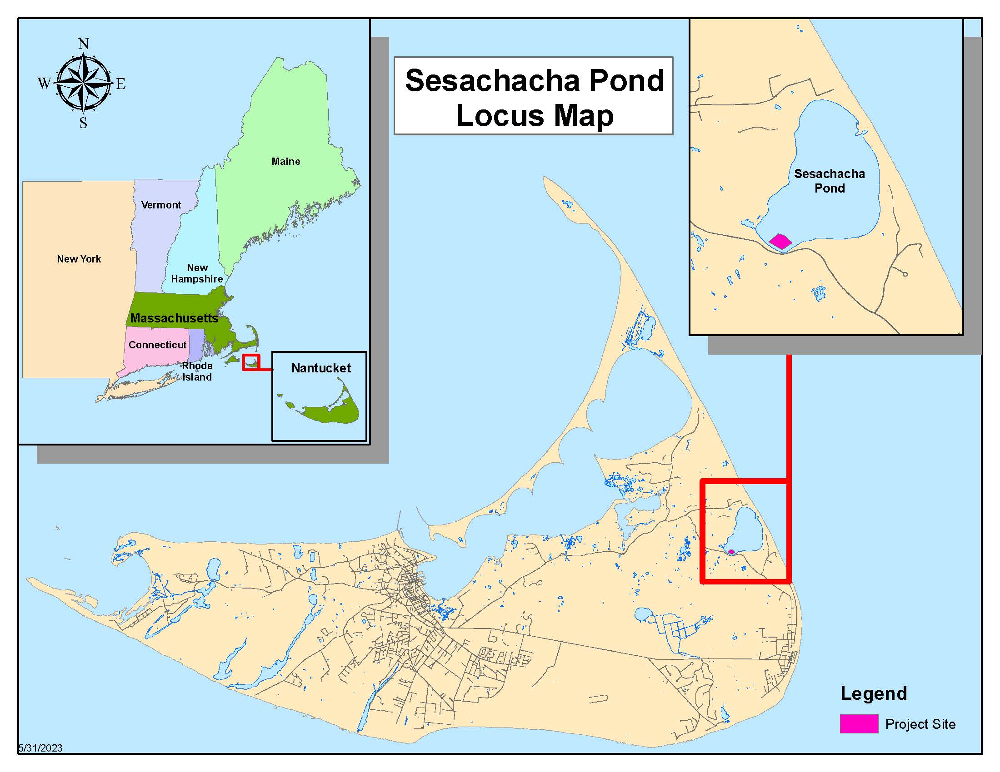 N
W
E
S
Sesachacha Pond
Locus Map
Maine
Vermont
New York
New
Hampshire
Massachusetts
Connecticut
Rhode
Island
Nantucket
Sesachacha
Pond
Legend
Project Site
5/31/2023